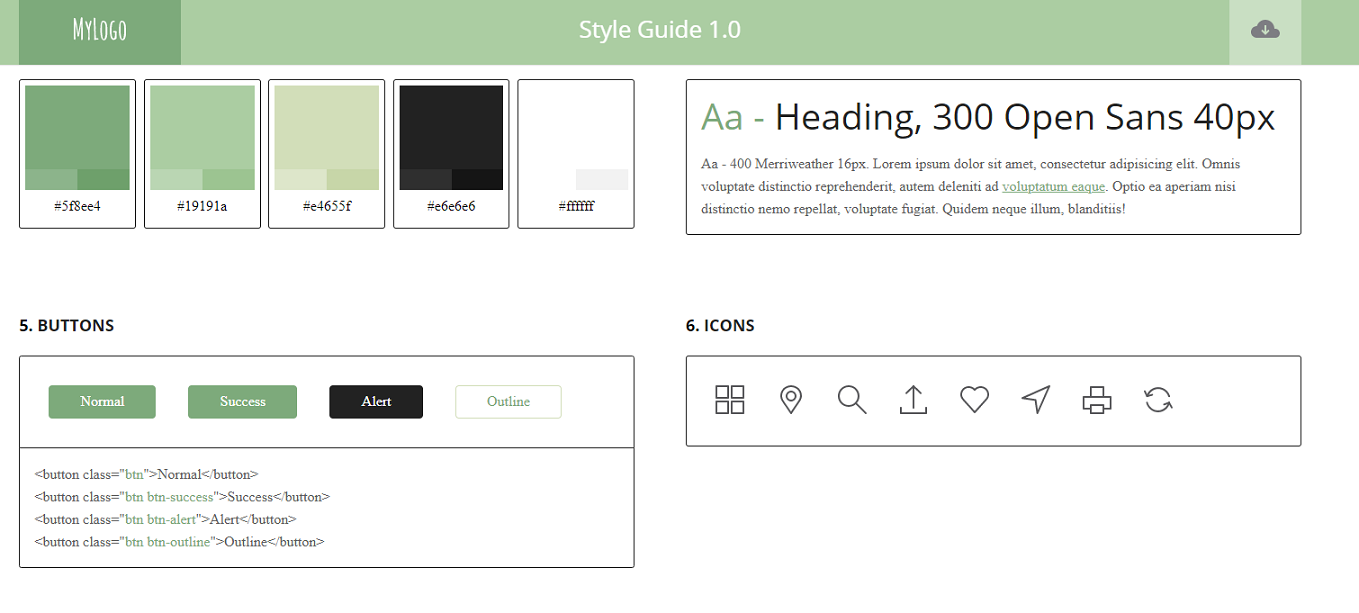 MyLogo
Style Guide 1.0
#5f8ee4
#19191a
#e4655f
#e6e6e6
#ffffff
Aa - Heading, 300 Open Sans 40px
Aa - 400 Merriweather 16px. Lorem ipsum dolor sit amet, consectetur adipisicing elit. Omnis
voluptate distinctio reprehenderit, autem deleniti ad voluptatum eaque. Optio ea aperiam nisi
distinctio nemo repellat, voluptate fugiat. Quidem neque illum, blanditiis!
5. BUTTONS
Normal
Success
Alert
Outline
<button class="btn">Normal</button>
<button class="btn btn-success">Success</button>
<button class="btn btn-alert">Alert</button>
<button class="btn btn-outline">Outline</button>
6. ICONS